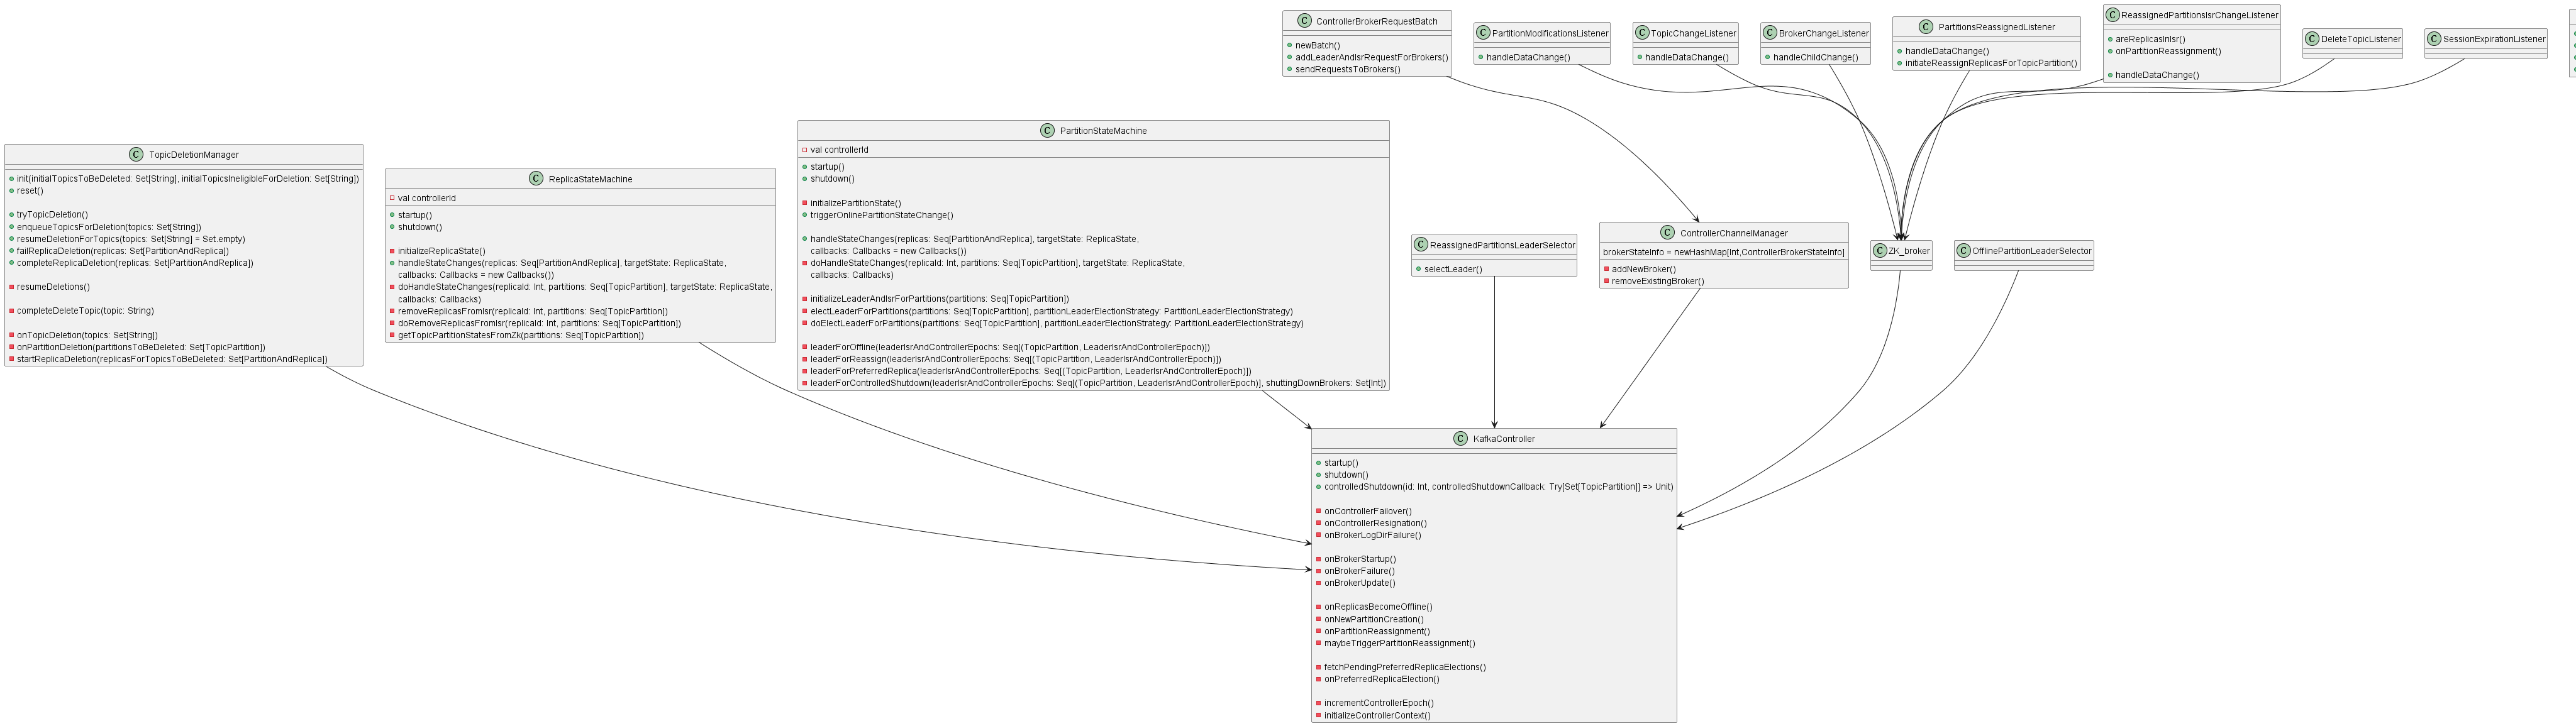 C ControllerBrokerRequestBatch
newBatch()
addLeaderAndIsrRequestForBrokers()
sendRequestsToBrokers()
C PartitionModificationsListener
handleDataChange()
C TopicChangeListener
handleDataChange()
C BrokerChangeListener
handleChildChange()
C PartitionsReassignedListener
handleDataChange()
initiateReassignReplicasForTopicPartition()
C ReassignedPartitionsIsrChangeListener
areReplicasInIsr()
onPartitionReassignment()
handleDataChange()
C DeleteTopicListener
C SessionExpirationListener
C TopicDeletionManager
init(initialTopicsToBeDeleted: Set[String], initialTopicsIneligibleForDeletion: Set[String])
reset()
tryTopicDeletion()
enqueueTopicsForDeletion(topics: Set[String])
resumeDeletionForTopics(topics: Set[String] = Set.empty)
failReplicaDeletion(replicas: Set[PartitionAndReplica])
completeReplicaDeletion(replicas: Set[PartitionAndReplica])
resumeDeletions()
completeDeleteTopic(topic: String)
onTopicDeletion(topics: Set[String])
onPartitionDeletion(partitionsToBeDeleted: Set[TopicPartition])
startReplicaDeletion(replicasForTopicsToBeDeleted: Set[PartitionAndReplica])
C ReplicaStateMachine
val controllerId
startup()
shutdown()
initializeReplicaState()
handleStateChanges(replicas: Seq[PartitionAndReplica], targetState: ReplicaState,
callbacks: Callbacks = new Callbacks())
doHandleStateChanges(replicaId: Int, partitions: Seq[TopicPartition], targetState: ReplicaState,
callbacks: Callbacks)
removeReplicasFromIsr(replicaId: Int, partitions: Seq[TopicPartition])
doRemoveReplicasFromIsr(replicaId: Int, partitions: Seq[TopicPartition])
getTopicPartitionStatesFromZk(partitions: Seq[TopicPartition])
C PartitionStateMachine
val controllerId
startup()
shutdown()
initializePartitionState()
triggerOnlinePartitionStateChange()
handleStateChanges(replicas: Seq[PartitionAndReplica], targetState: ReplicaState,
callbacks: Callbacks = new Callbacks())
doHandleStateChanges(replicaId: Int, partitions: Seq[TopicPartition], targetState: ReplicaState,
callbacks: Callbacks)
initializeLeaderAndIsrForPartitions(partitions: Seq[TopicPartition])
electLeaderForPartitions(partitions: Seq[TopicPartition], partitionLeaderElectionStrategy: PartitionLeaderElectionStrategy)
doElectLeaderForPartitions(partitions: Seq[TopicPartition], partitionLeaderElectionStrategy: PartitionLeaderElectionStrategy)
leaderForOffline(leaderIsrAndControllerEpochs: Seq[(TopicPartition, LeaderIsrAndControllerEpoch)])
leaderForReassign(leaderIsrAndControllerEpochs: Seq[(TopicPartition, LeaderIsrAndControllerEpoch)])
leaderForPreferredReplica(leaderIsrAndControllerEpochs: Seq[(TopicPartition, LeaderIsrAndControllerEpoch)])
leaderForControlledShutdown(leaderIsrAndControllerEpochs: Seq[(TopicPartition, LeaderIsrAndControllerEpoch)], shuttingDownBrokers: Set[Int])
C ReassignedPartitionsLeaderSelector
selectLeader()
C ControllerChannelManager
brokerStateInfo = newHashMap[Int,ControllerBrokerStateInfo]
addNewBroker()
removeExistingBroker()
C ZK_broker
C OfflinePartitionLeaderSelector
C KafkaController
startup()
shutdown()
controlledShutdown(id: Int, controlledShutdownCallback: Try[Set[TopicPartition]] => Unit)
onControllerFailover()
onControllerResignation()
onBrokerLogDirFailure()
onBrokerStartup()
onBrokerFailure()
onBrokerUpdate()
onReplicasBecomeOffline()
onNewPartitionCreation()
onPartitionReassignment()
maybeTriggerPartitionReassignment()
fetchPendingPreferredReplicaElections()
onPreferredReplicaElection()
incrementControllerEpoch()
initializeControllerContext()